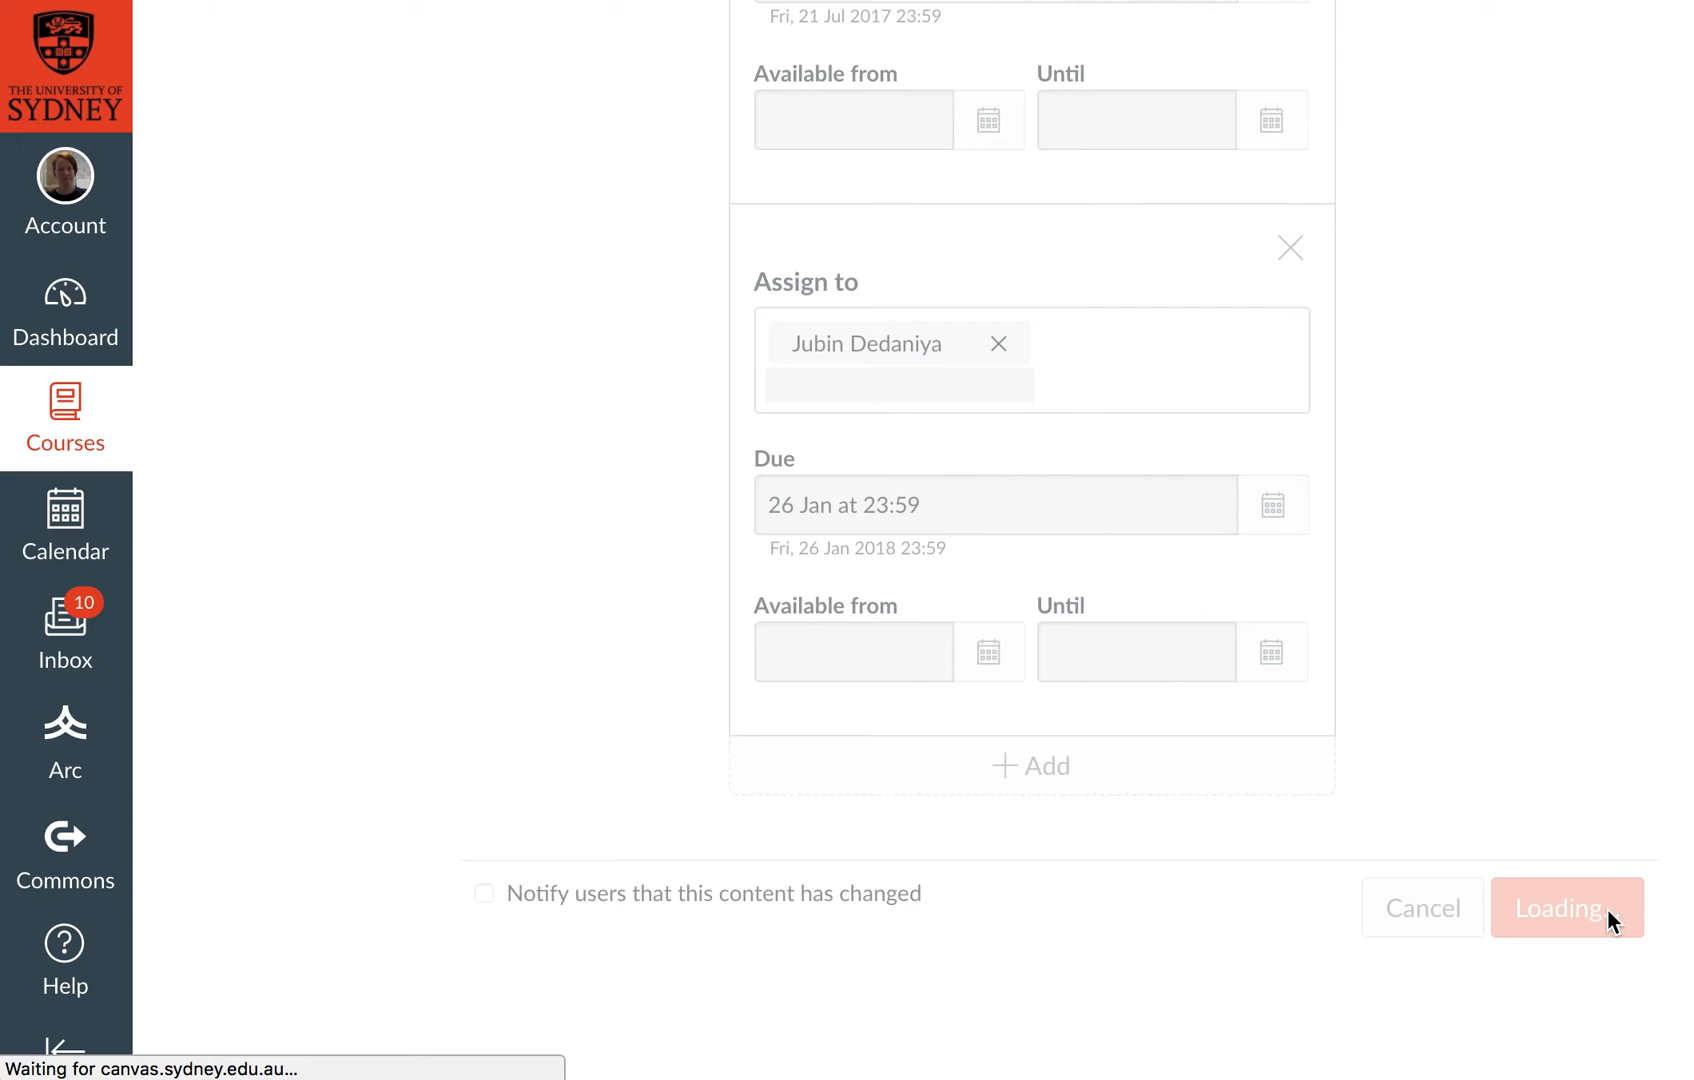 THE UNIVERSITY OF
SYDNEY
Account
Dashboard
Courses
Calendar
10
Inbox
Arc
Commons
Help
Fri, 21 Jul 2017 23:59
Available from
Until
Assign to
Jubin Dedaniya
Due
26 Jan at 23:59
Fri, 26 Jan 2018 23:59
Available from
Until
Add
Notify users that this content has changed
Cancel
Loading...
Waiting for canvas.sydney.edu.au...